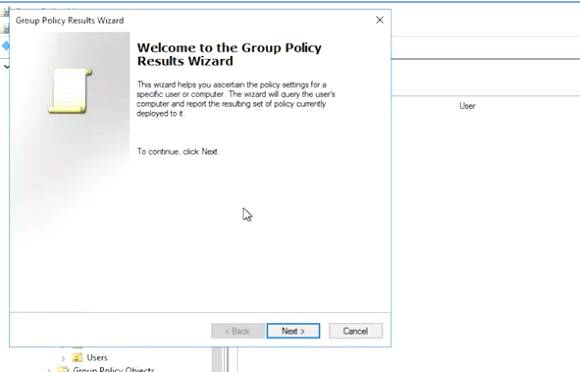 Group Policy Results Wizard
Welcome to the Group Policy
Results Wizard
This wizard helps you ascertain the policy settings for a
specific user or computer. The wizard will query the user's
computer and report the resulting set of policy currently
deployed to it.
To continue, click Next.
User
< Back
Next >
Cancel
Users
Group Policy Objects